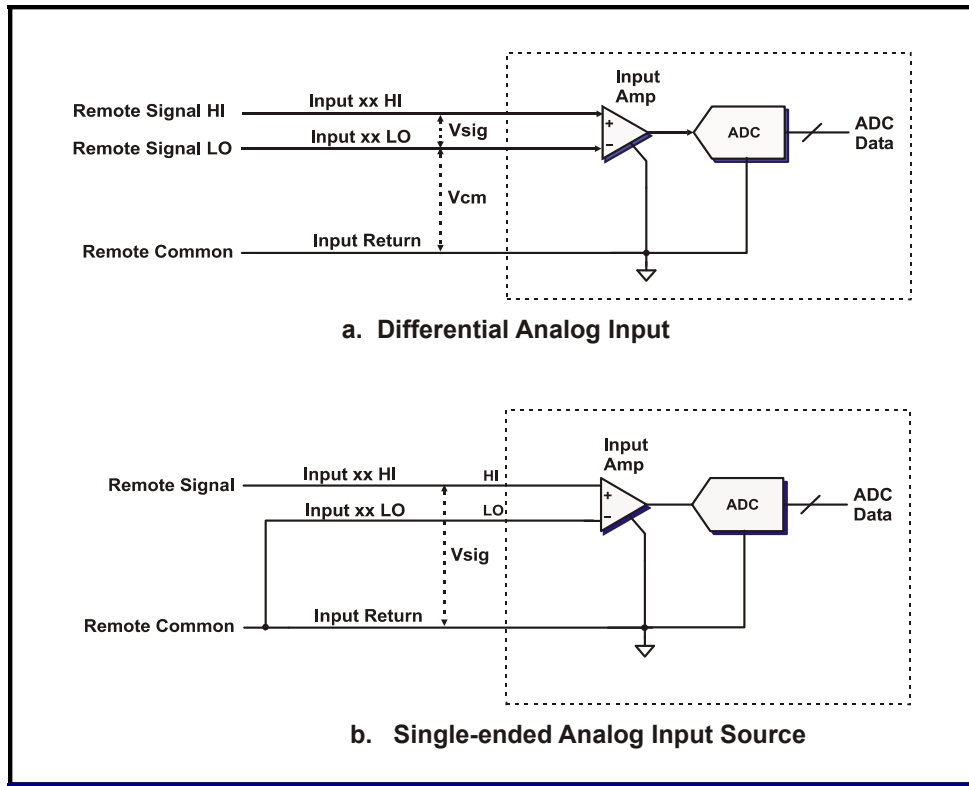 Input
Amp
Remote Signal HI
Input xx HI
+
ADC
ADC
Data
Vsig
Remote Signal LO
Input xx LO
−
Vcm
Remote Common
Input Return
a. Differential Analog Input
Input
Amp
Remote Signal
Input xx HI
HI
+
ADC
ADC
Data
Input xx LO
LO
−
Vsig
Remote Common
Input Return
b. Single-ended Analog Input Source